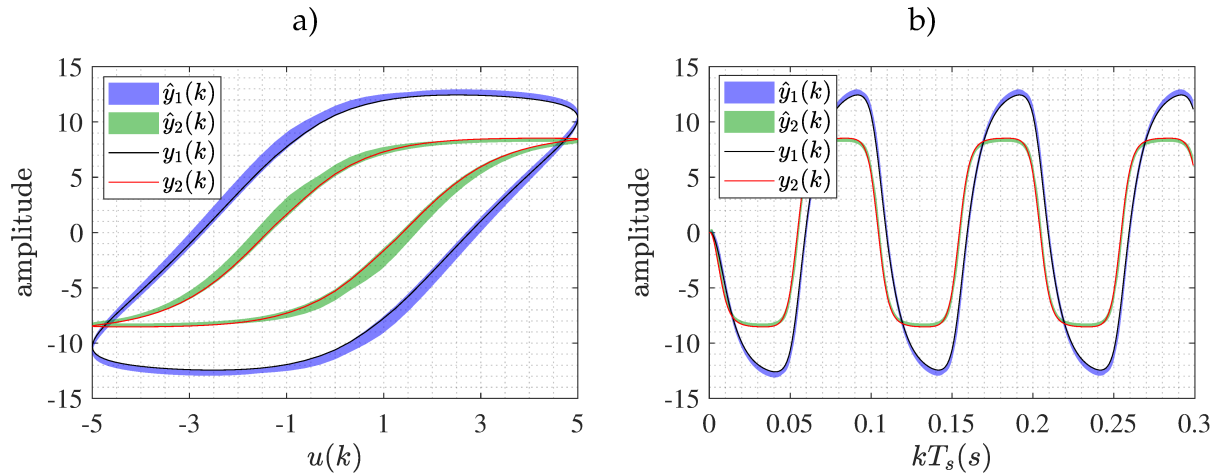 a)
15
10
5
0
-5
-10
-15
amplitude
-5 -3 -1 1 3 5
u(k)
ŷ₁(k)
ŷ₂(k)
y₁(k)
y₂(k)
b)
15
10
5
0
-5
-10
-15
amplitude
0 0.05 0.1 0.15 0.2 0.25 0.3
kTₛ(s)
ŷ₁(k)
ŷ₂(k)
y₁(k)
y₂(k)